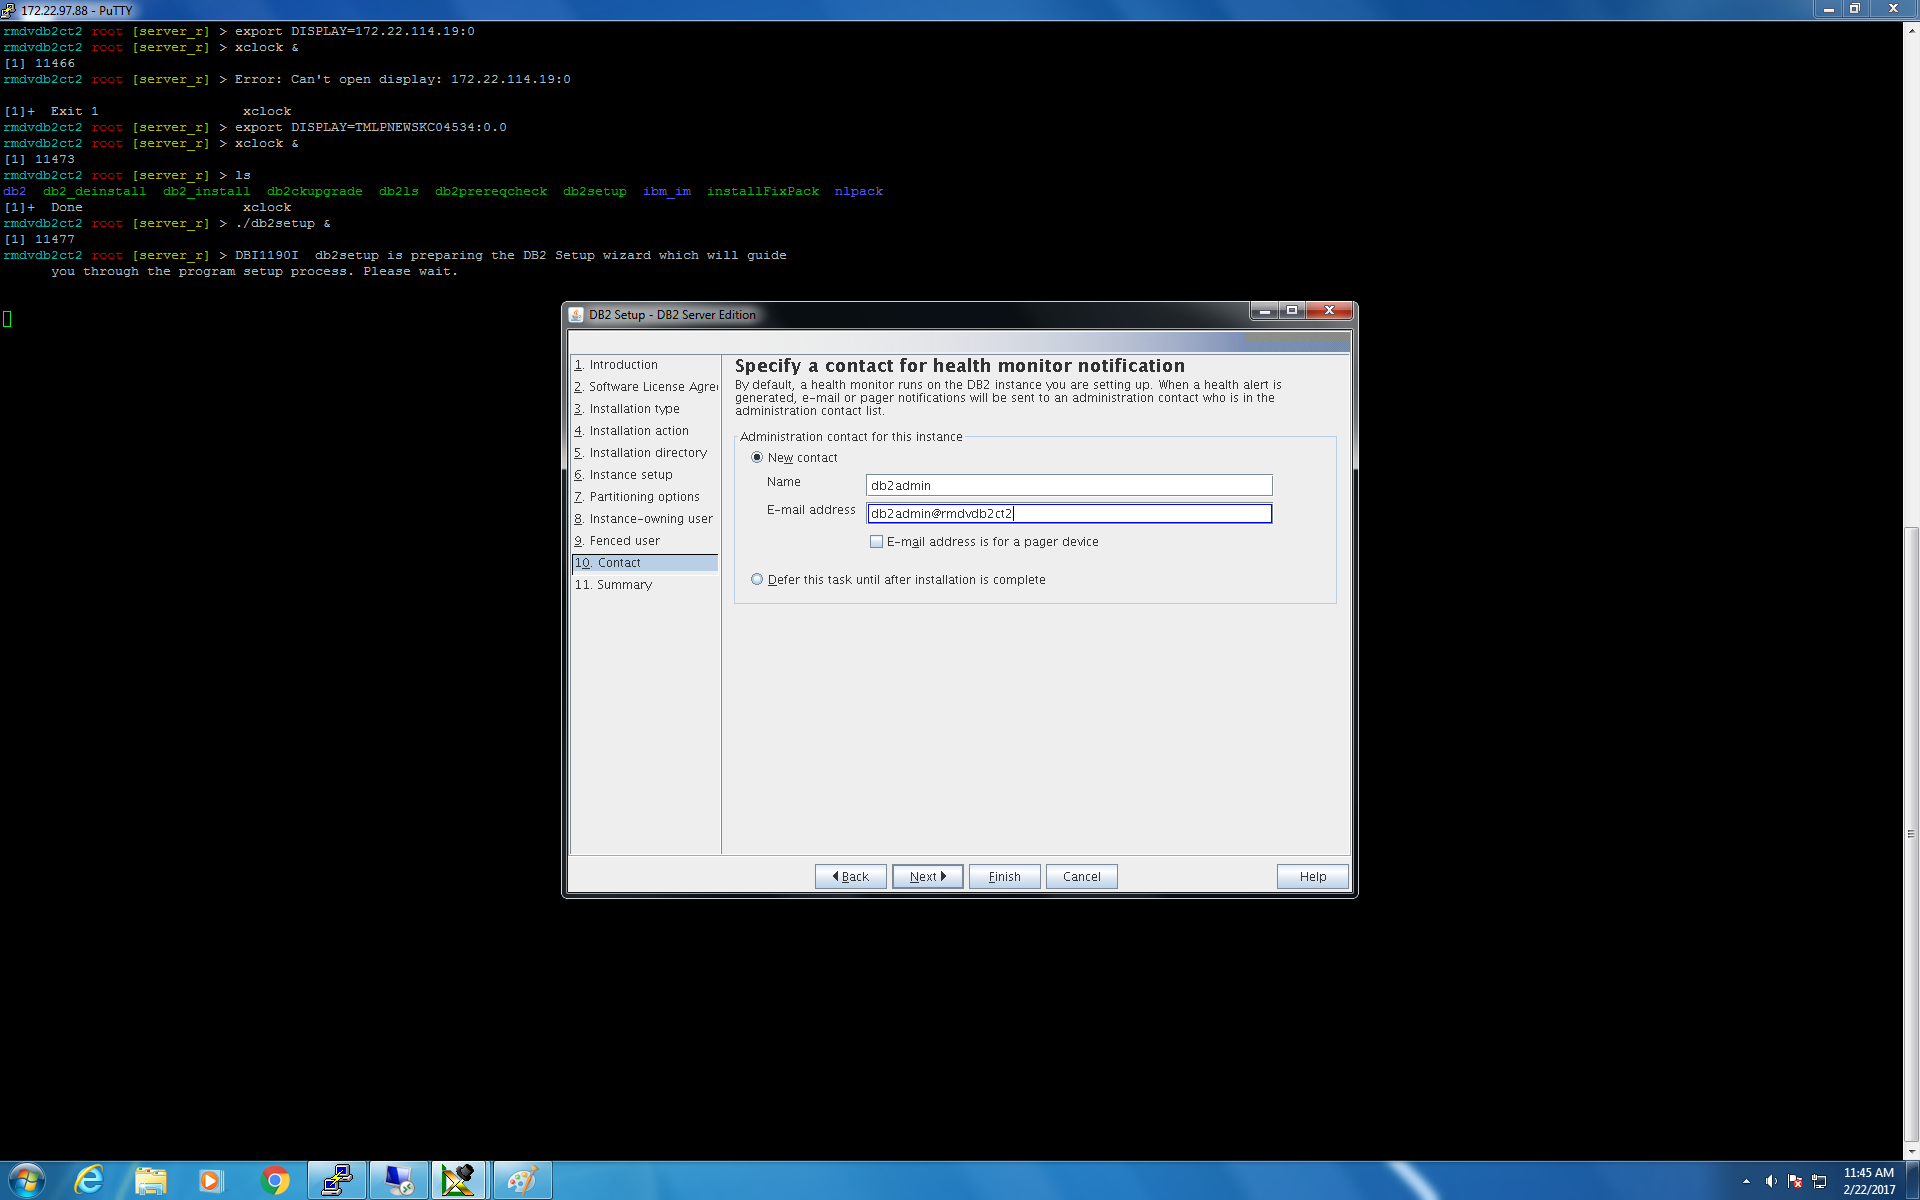 172.22.97.88 - PuTTY
rmdvdb2ct2 root [server_r] > export DISPLAY=172.22.114.19:0
rmdvdb2ct2 root [server_r] > xclock &
[1] 11466
rmdvdb2ct2 root [server_r] > Error: Can't open display: 172.22.114.19:0
[1]+  Exit 1                  xclock
rmdvdb2ct2 root [server_r] > export DISPLAY=TMLPNEWSKC04534:0.0
rmdvdb2ct2 root [server_r] > xclock &
[1] 11473
rmdvdb2ct2 root [server_r] > ls
db2  db2_deinstall  db2_install  db2ckupgrade  db2ls  db2prereqcheck  db2setup  ibm_im  installFixPack  nlpack
[1]+  Done                    xclock
rmdvdb2ct2 root [server_r] > ./db2setup &
[1] 11477
rmdvdb2ct2 root [server_r] > DBI1190I  db2setup is preparing the DB2 Setup wizard which will guide
      you through the program setup process. Please wait.
DB2 Setup - DB2 Server Edition
1. Introduction
2. Software License Agre
3. Installation type
4. Installation action
5. Installation directory
6. Instance setup
7. Partitioning options
8. Instance-owning user
9. Fenced user
10. Contact
11. Summary
Specify a contact for health monitor notification
By default, a health monitor runs on the DB2 instance you are setting up. When a health alert is
generated, e-mail or pager notifications will be sent to an administration contact who is in the
administration contact list.
Administration contact for this instance
New contact
Name db2admin
E-mail address db2admin@rmdvdb2ct2
E-mail address is for a pager device
Defer this task until after installation is complete
Back Next Finish Cancel Help
11:45 AM
2/22/2017